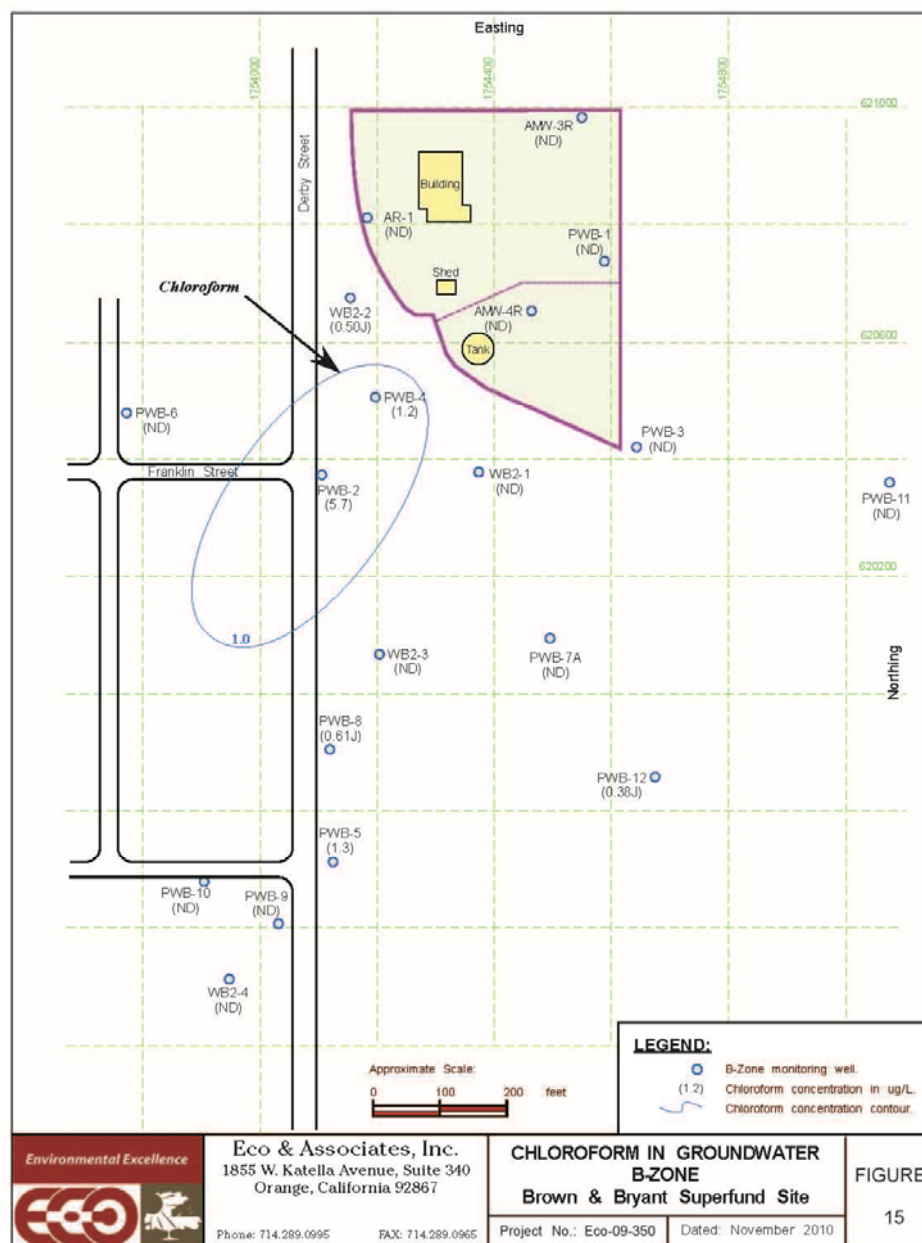 Easting
1754000
1754400
1754800
621000
AMW-3R
(ND)
Derby Street
Building
AR-1
(ND)
PWB-1
(ND)
Shed
Chloroform
WB2-2
(0.50J)
AMW-4R
(ND)
620600
Tank
PWB-4
(1.2)
PWB-6
(ND)
PWB-3
(ND)
Franklin Street
PWB-2
(5.7)
WB2-1
(ND)
PWB-11
(ND)
620200
1.0
WB2-3
(ND)
PWB-7A
(ND)
Northing
PWB-8
(0.61J)
PWB-12
(0.38J)
PWB-5
(1.3)
PWB-10
(ND)
PWB-9
(ND)
WB2-4
(ND)
Approximate Scale:
0 100 200 feet
LEGEND:
B-Zone monitoring well.
(1.2) Chloroform concentration in ug/L.
Chloroform concentration contour.
Environmental Excellence
ECO
Eco & Associates, Inc.
1855 W. Katella Avenue, Suite 340
Orange, California 92867
Phone: 714.289.0995 FAX: 714.289.0965
CHLOROFORM IN GROUNDWATER
B-ZONE
Brown & Bryant Superfund Site
Project No.: Eco-09-350 Dated: November 2010
FIGURE
15